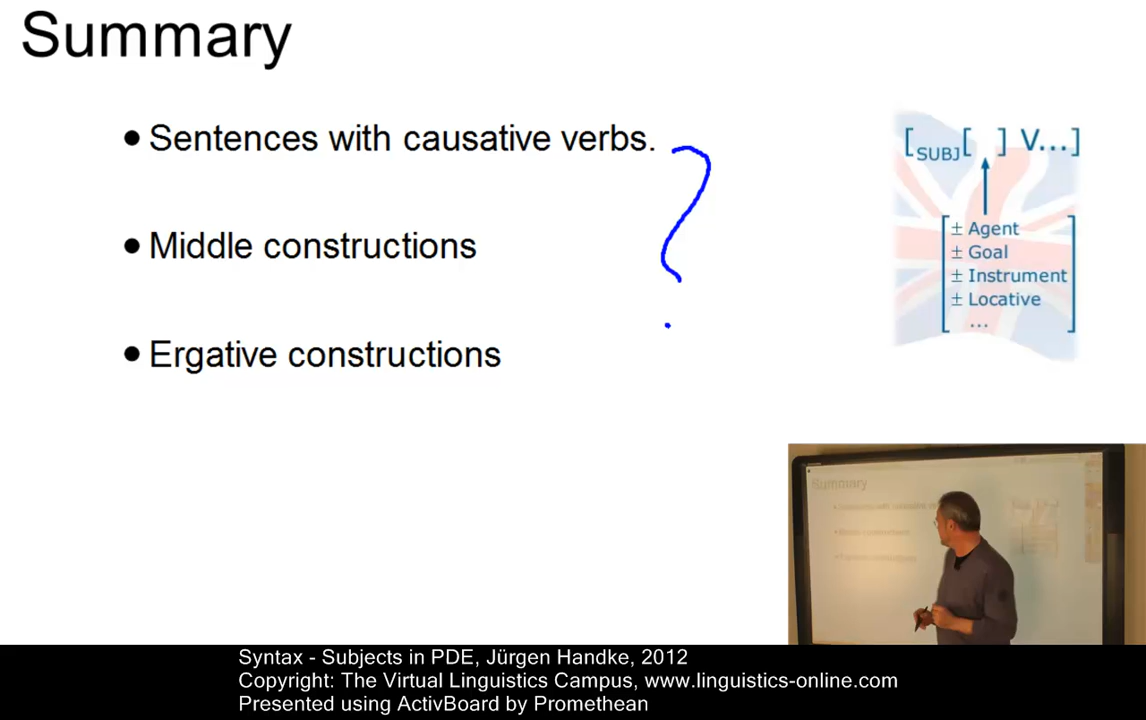 Summary
• Sentences with causative verbs. ?
• Middle constructions
• Ergative constructions
[SUBJ[ ] V...]
± Agent
± Goal
± Instrument
± Locative
...
Summary
Syntax - Subjects in PDE, Jürgen Handke, 2012
Copyright: The Virtual Linguistics Campus, www.linguistics-online.com
Presented using ActivBoard by Promethean